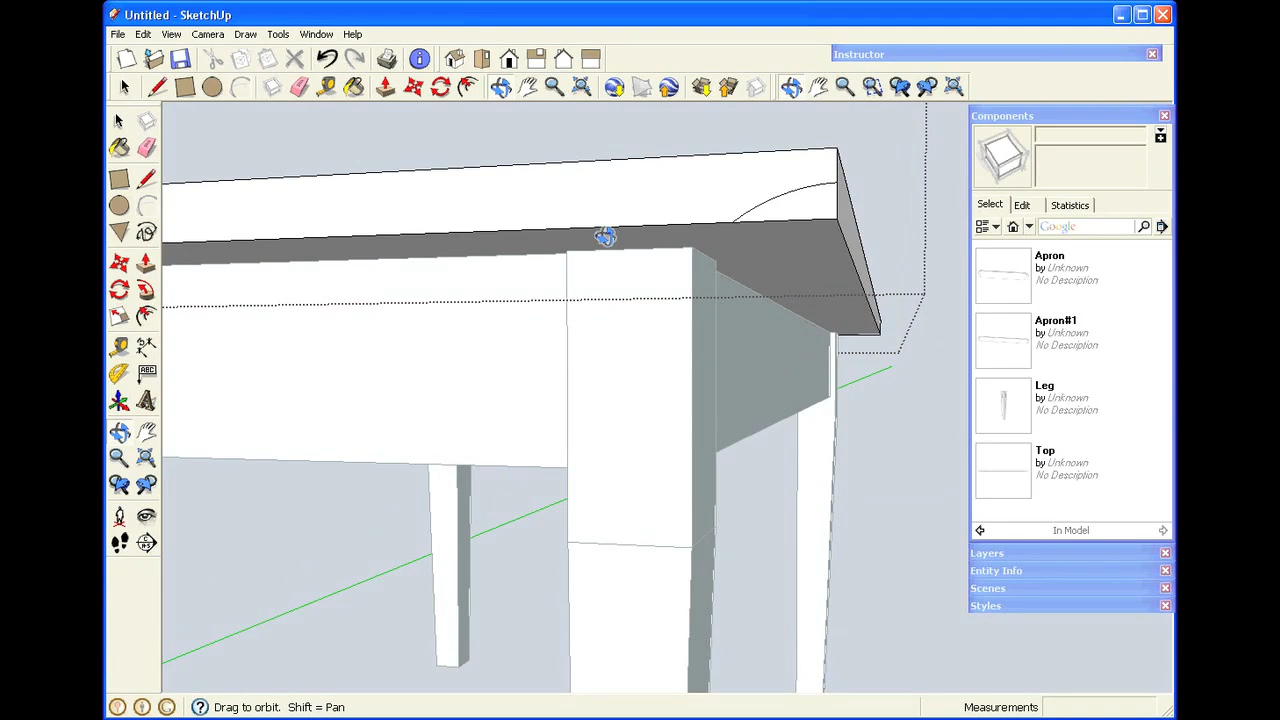 Untitled - SketchUp
File Edit View Camera Draw Tools Window Help
Instructor
Components
Select Edit Statistics
Google
Apron
by Unknown
No Description
Apron#1
by Unknown
No Description
Leg
by Unknown
No Description
Top
by Unknown
No Description
In Model
Layers
Entity Info
Scenes
Styles
Drag to orbit. Shift = Pan
Measurements